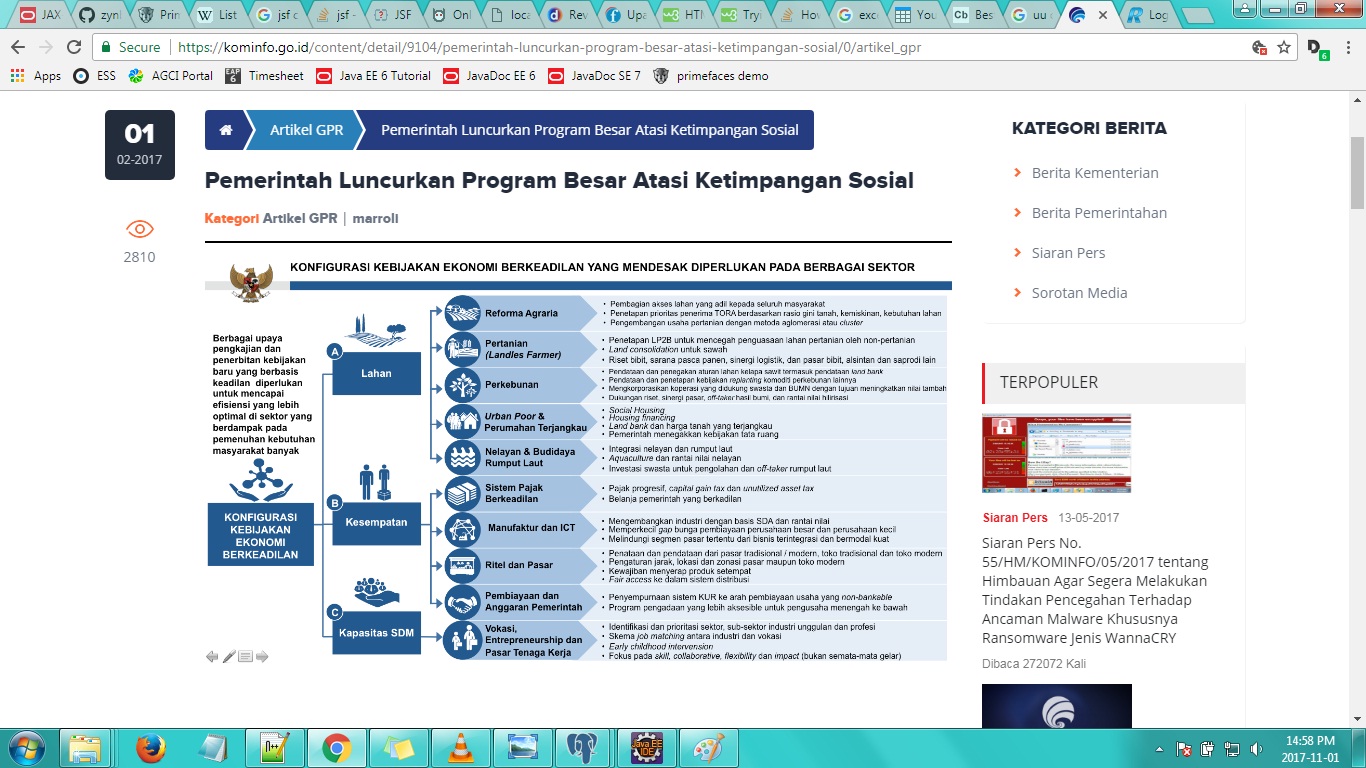 JAX
zynl
Prin
List
jsf c
jsf -
JSF
Onl
loca
Rev
Upa
HTM
Tryi
How
exce
You
Bes
uu
Log
Secure | https://kominfo.go.id/content/detail/9104/pemerintah-luncurkan-program-besar-atasi-ketimpangan-sosial/0/artikel_gpr
6
Apps ESS AGCI Portal EAP 6 Timesheet Java EE 6 Tutorial JavaDoc EE 6 JavaDoc SE 7 primefaces demo
01
02-2017
2810
Artikel GPR
Pemerintah Luncurkan Program Besar Atasi Ketimpangan Sosial
Pemerintah Luncurkan Program Besar Atasi Ketimpangan Sosial
Kategori Artikel GPR | marroli
KONFIGURASI KEBIJAKAN EKONOMI BERKEADILAN YANG MENDESAK DIPERLUKAN PADA BERBAGAI SEKTOR
Berbagai upaya
pengkajian dan
penerbitan kebijakan
baru yang berbasis
keadilan diperlukan
untuk mencapai
efisiensi yang lebih
optimal di sektor yang
berdampak pada
pemenuhan kebutuhan
masyarakat banyak
KONFIGURASI
KEBIJAKAN
EKONOMI
BERKEADILAN
A
Lahan
B
Kesempatan
C
Kapasitas SDM
Reforma Agraria
• Pembagian akses lahan yang adil kepada seluruh masyarakat
• Penetapan prioritas penerima TORA berdasarkan rasio gini tanah, kemiskinan, kebutuhan lahan
• Pengembangan usaha pertanian dengan metoda aglomerasi atau cluster
Pertanian
(Landles Farmer)
• Penetapan LP2B untuk mencegah penguasaan lahan pertanian oleh non-pertanian
• Land consolidation untuk sawah
• Riset bibit, sarana pasca panen, sinergi logistik, dan pasar bibit, alsintan dan saprodi lain
Perkebunan
• Pendataan dan penegakan aturan lahan kelapa sawit termasuk pendataan land bank
• Pendataan dan penetapan kebijakan replanting komoditi perkebunan lainnya
• Mengkorporasikan koperasi yang didukung swasta dan BUMN dengan tujuan meningkatkan nilai tambah
• Dukungan riset, sinergi pasar, off-taker hasil bumi, dan rantai nilai hilirisasi
Urban Poor &
Perumahan Terjangkau
• Social Housing
• Housing financing
• Land bank dan harga tanah yang terjangkau
• Pemerintah menegakkan kebijakan tata ruang
Nelayan & Budidaya
Rumput Laut
• Integrasi nelayan dan rumput laut
• Aquaculture dan rantai nilai nelayan
• Investasi swasta untuk pengolahan dan off-taker rumput laut
Sistem Pajak
Berkeadilan
• Pajak progresif, capital gain tax dan unutilized asset tax
• Belanja pemerintah yang berkadilan
Manufaktur dan ICT
• Mengembangkan industri dengan basis SDA dan rantai nilai
• Memperkecil gap bunga pembiayaan perusahaan besar dan perusahaan kecil
• Melindungi segmen pasar tertentu dari bisnis terintegrasi dan bermodal kuat
Ritel dan Pasar
• Penataan dan pendataan dari pasar tradisional / modern, toko tradisional dan toko modern
• Pengaturan jarak, lokasi dan zonasi pasar maupun toko modern
• Kewajiban menyerap produk setempat
• Fair access ke dalam sistem distribusi
Pembiayaan dan
Anggaran Pemerintah
• Penyempurnaan sistem KUR ke arah pembiayaan usaha yang non-bankable
• Program pengadaan yang lebih aksesible untuk pengusaha menengah ke bawah
Vokasi,
Entrepreneurship dan
Pasar Tenaga Kerja
• Identifikasi dan prioritasi sektor, sub-sektor industri unggulan dan profesi
• Skema job matching antara industri dan vokasi
• Early childhood intervension
• Fokus pada skill, collaborative, flexibility dan impact (bukan semata-mata gelar)
KATEGORI BERITA
Berita Kementerian
Berita Pemerintahan
Siaran Pers
Sorotan Media
TERPOPULER
Siaran Pers 13-05-2017
Siaran Pers No.
55/HM/KOMINFO/05/2017 tentang
Himbauan Agar Segera Melakukan
Tindakan Pencegahan Terhadap
Ancaman Malware Khususnya
Ransomware Jenis WannaCRY
Dibaca 272072 Kali
Java EE
IDE
14:58 PM
2017-11-01